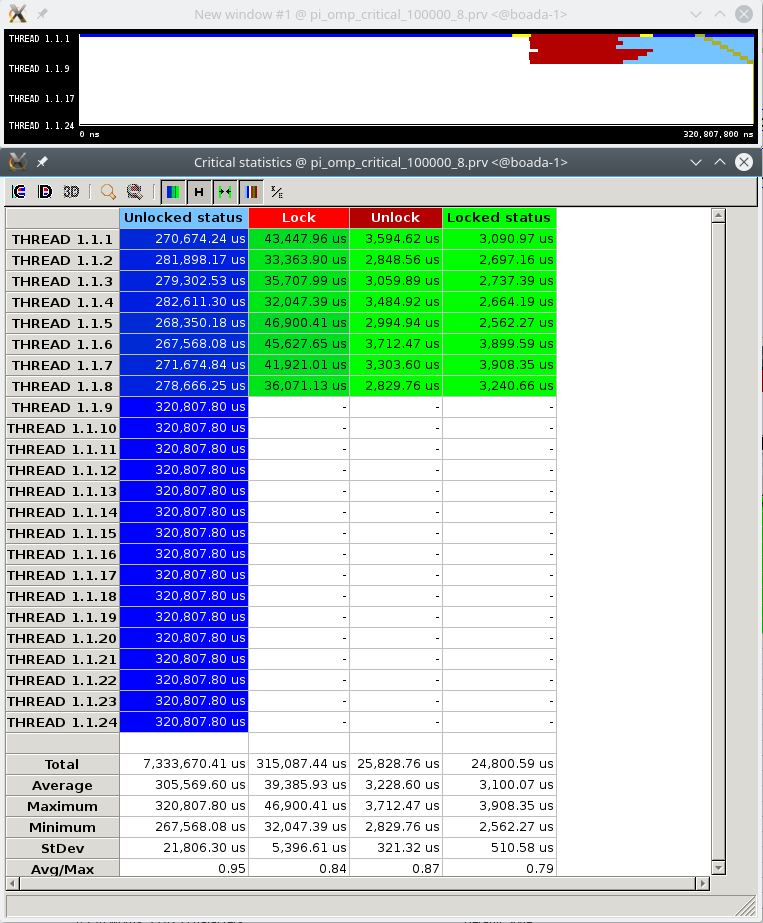 New window #1 @ pi_omp_critical_100000_8.prv <@boada-1>
THREAD 1.1.1
THREAD 1.1.9
THREAD 1.1.17
THREAD 1.1.24
0 ns 320,807,800 ns
Critical statistics @ pi_omp_critical_100000_8.prv <@boada-1>
IC ID 3D H
Unlocked status Lock Unlock Locked status
THREAD 1.1.1 270,674.24 us 43,447.96 us 3,594.62 us 3,090.97 us
THREAD 1.1.2 281,898.17 us 33,363.90 us 2,848.56 us 2,697.16 us
THREAD 1.1.3 279,302.53 us 35,707.99 us 3,059.89 us 2,737.39 us
THREAD 1.1.4 282,611.30 us 32,047.39 us 3,484.92 us 2,664.19 us
THREAD 1.1.5 268,350.18 us 46,900.41 us 2,994.94 us 2,562.27 us
THREAD 1.1.6 267,568.08 us 45,627.65 us 3,712.47 us 3,899.59 us
THREAD 1.1.7 271,674.84 us 41,921.01 us 3,303.60 us 3,908.35 us
THREAD 1.1.8 278,666.25 us 36,071.13 us 2,829.76 us 3,240.66 us
THREAD 1.1.9 320,807.80 us - - -
THREAD 1.1.10 320,807.80 us - - -
THREAD 1.1.11 320,807.80 us - - -
THREAD 1.1.12 320,807.80 us - - -
THREAD 1.1.13 320,807.80 us - - -
THREAD 1.1.14 320,807.80 us - - -
THREAD 1.1.15 320,807.80 us - - -
THREAD 1.1.16 320,807.80 us - - -
THREAD 1.1.17 320,807.80 us - - -
THREAD 1.1.18 320,807.80 us - - -
THREAD 1.1.19 320,807.80 us - - -
THREAD 1.1.20 320,807.80 us - - -
THREAD 1.1.21 320,807.80 us - - -
THREAD 1.1.22 320,807.80 us - - -
THREAD 1.1.23 320,807.80 us - - -
THREAD 1.1.24 320,807.80 us - - -
Total 7,333,670.41 us 315,087.44 us 25,828.76 us 24,800.59 us
Average 305,569.60 us 39,385.93 us 3,228.60 us 3,100.07 us
Maximum 320,807.80 us 46,900.41 us 3,712.47 us 3,908.35 us
Minimum 267,568.08 us 32,047.39 us 2,829.76 us 2,562.27 us
StDev 21,806.30 us 5,396.61 us 321.32 us 510.58 us
Avg/Max 0.95 0.84 0.87 0.79